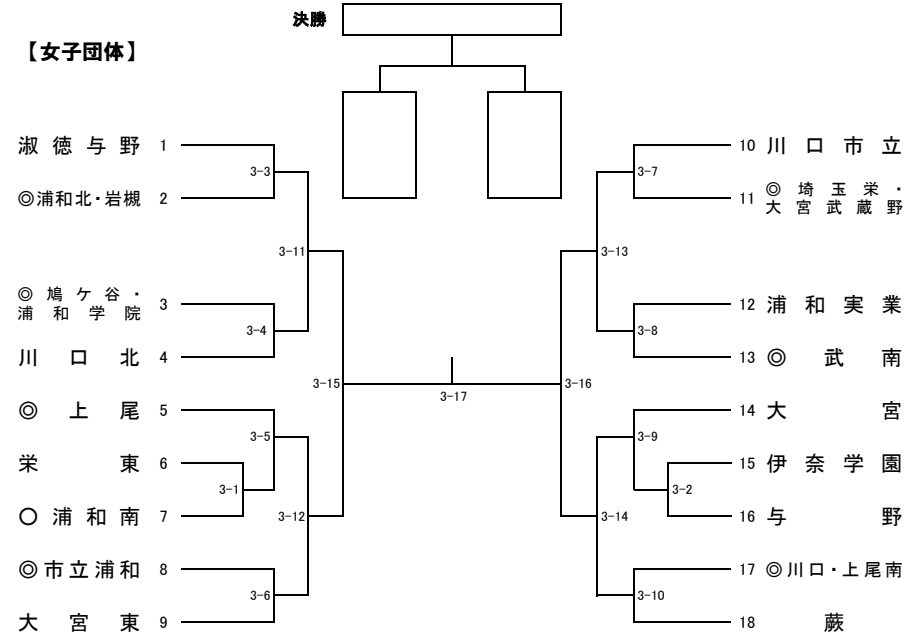 決勝
【女子団体】
淑徳与野 1
◎浦和北・岩槻 2
◎鳩ケ谷・
浦和学院 3
川口北 4
◎上尾 5
栄東 6
○浦和南 7
◎市立浦和 8
大宮東 9
3-3
3-11
3-4
3-15
3-5
3-1
3-12
3-6
3-17
3-7
3-13
3-8
3-16
3-9
3-2
3-14
3-10
10 川口市立
11 ◎埼玉栄・
大宮武蔵野
12 浦和実業
13 ◎武南
14 大宮
15 伊奈学園
16 与野
17 ◎川口・上尾南
18 蕨